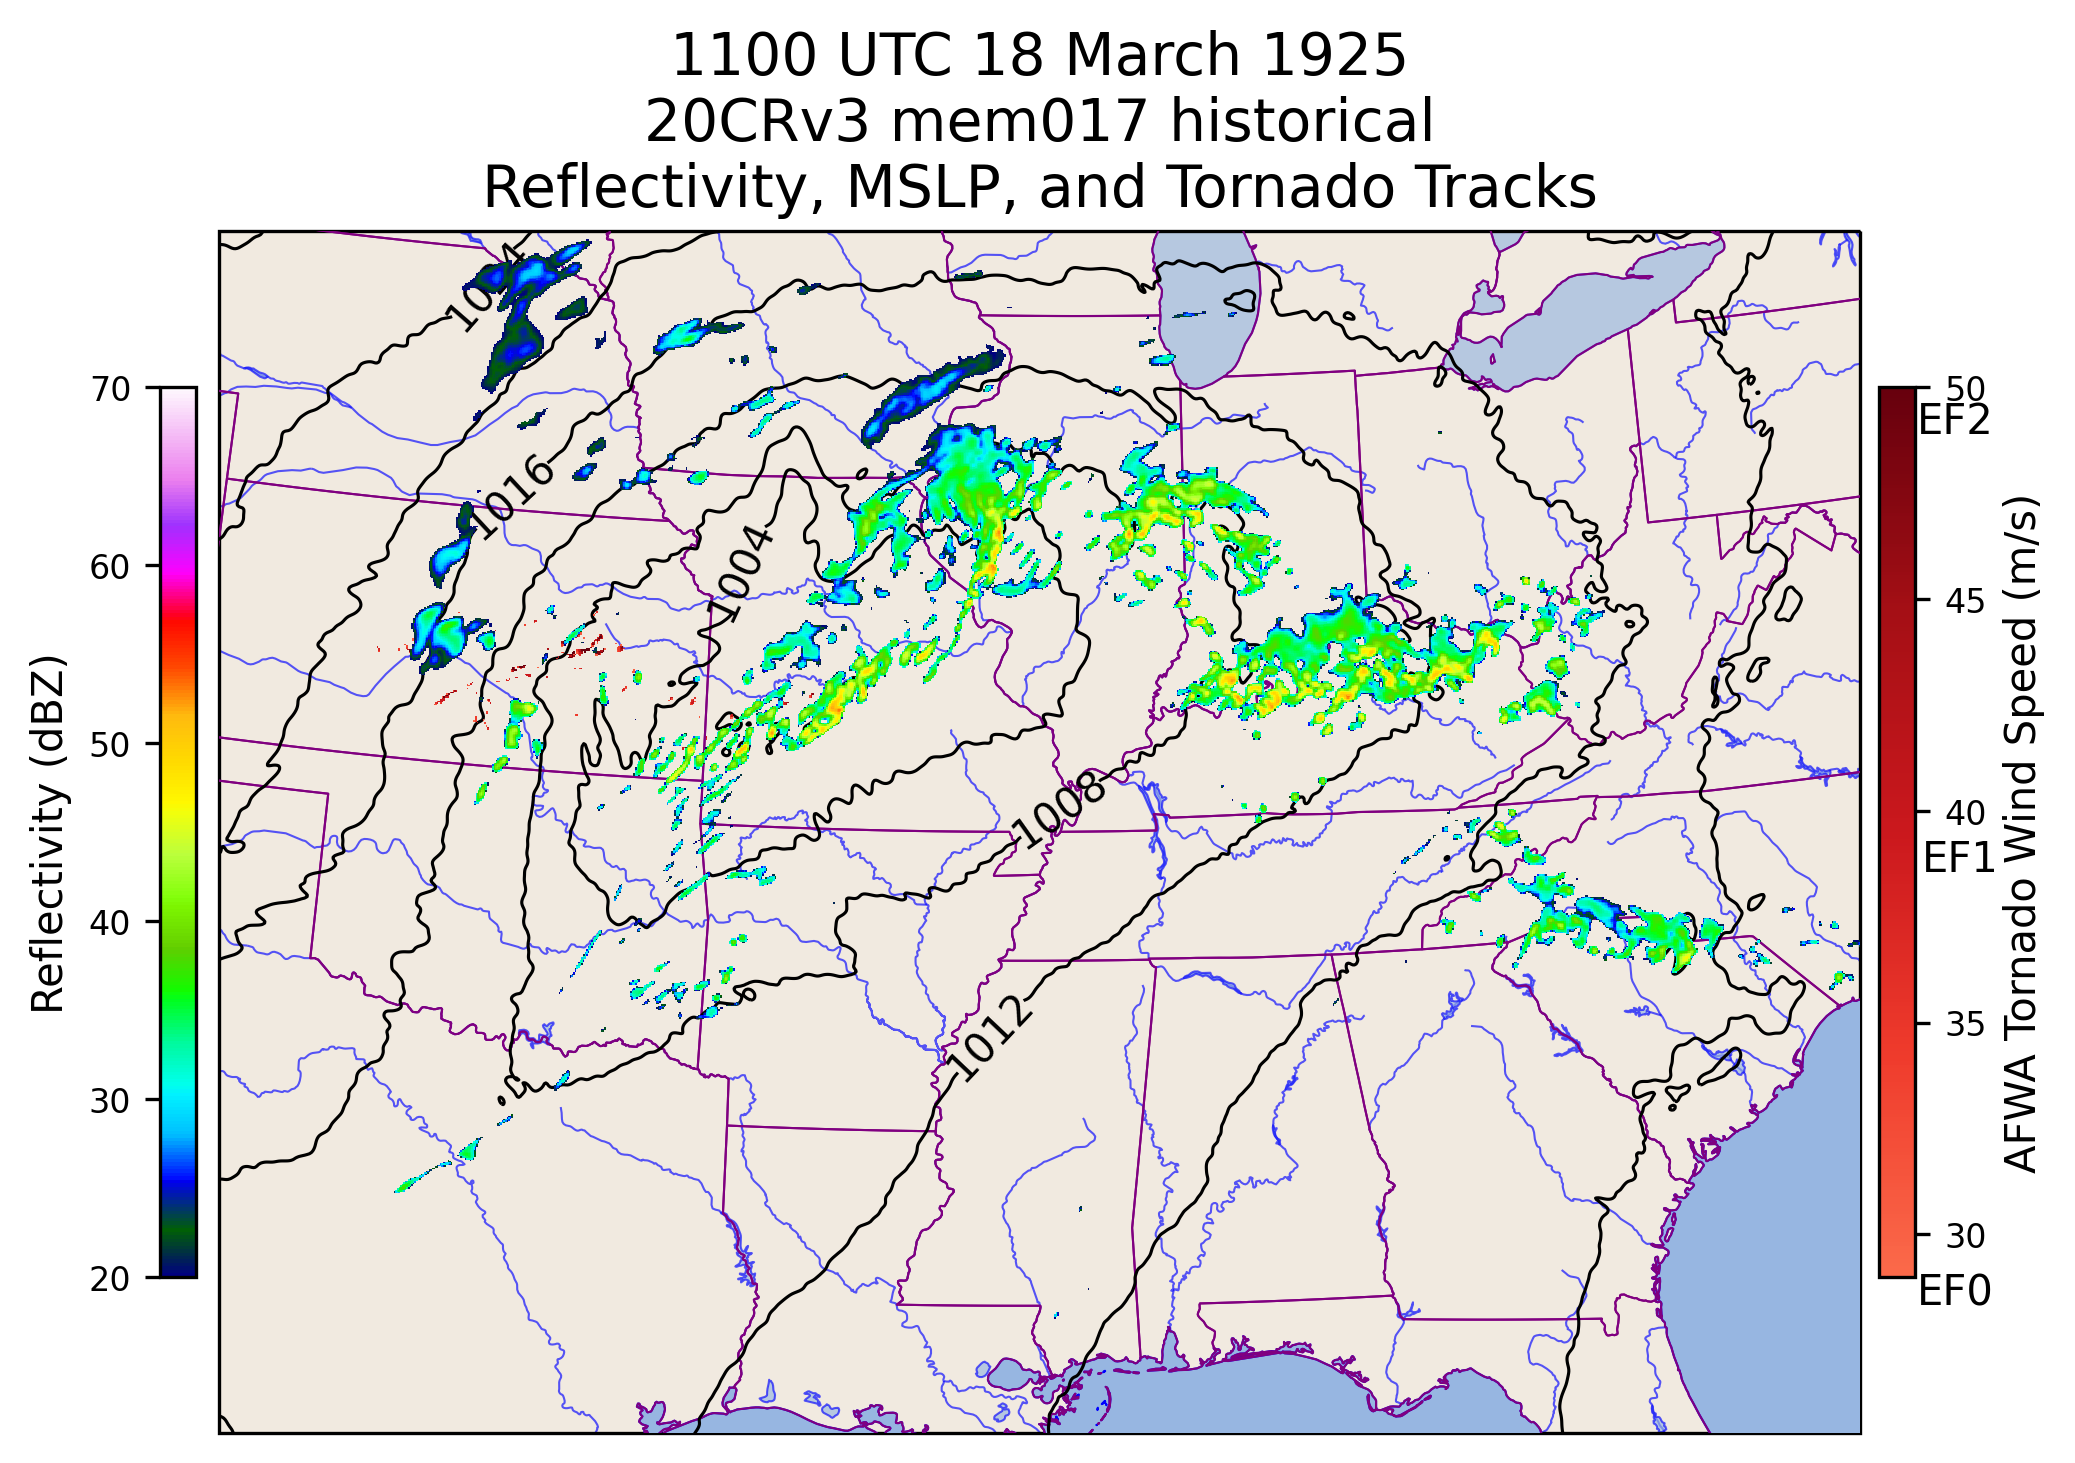 1100 UTC 18 March 1925
20CRv3 mem017 historical
Reflectivity, MSLP, and Tornado Tracks
1024
1016
1004
1008
1012
70
60
50
40
30
20
Reflectivity (dBZ)
50
EF2
45
40
EF1
35
30
EF0
AFWA Tornado Wind Speed (m/s)